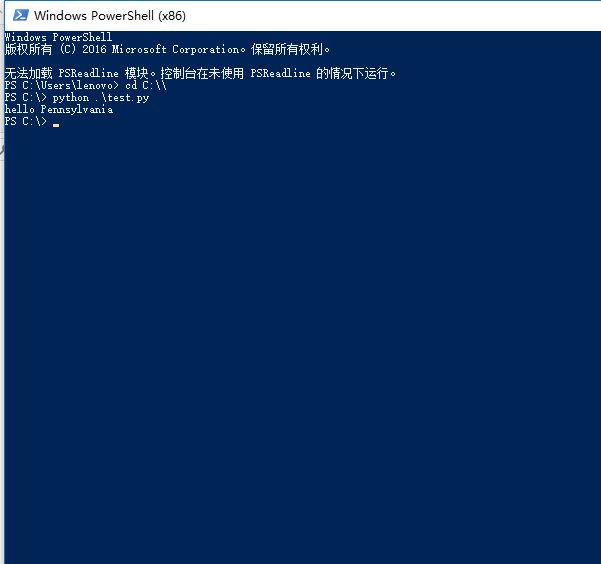 Windows PowerShell (x86)
Windows PowerShell
版权所有 (C) 2016 Microsoft Corporation。保留所有权利。
无法加载 PSReadline 模块。控制台在未使用 PSReadline 的情况下运行。
PS C:\Users\lenovo> cd C:\\
PS C:\> python .\test.py
hello Pennsylvania
PS C:\>